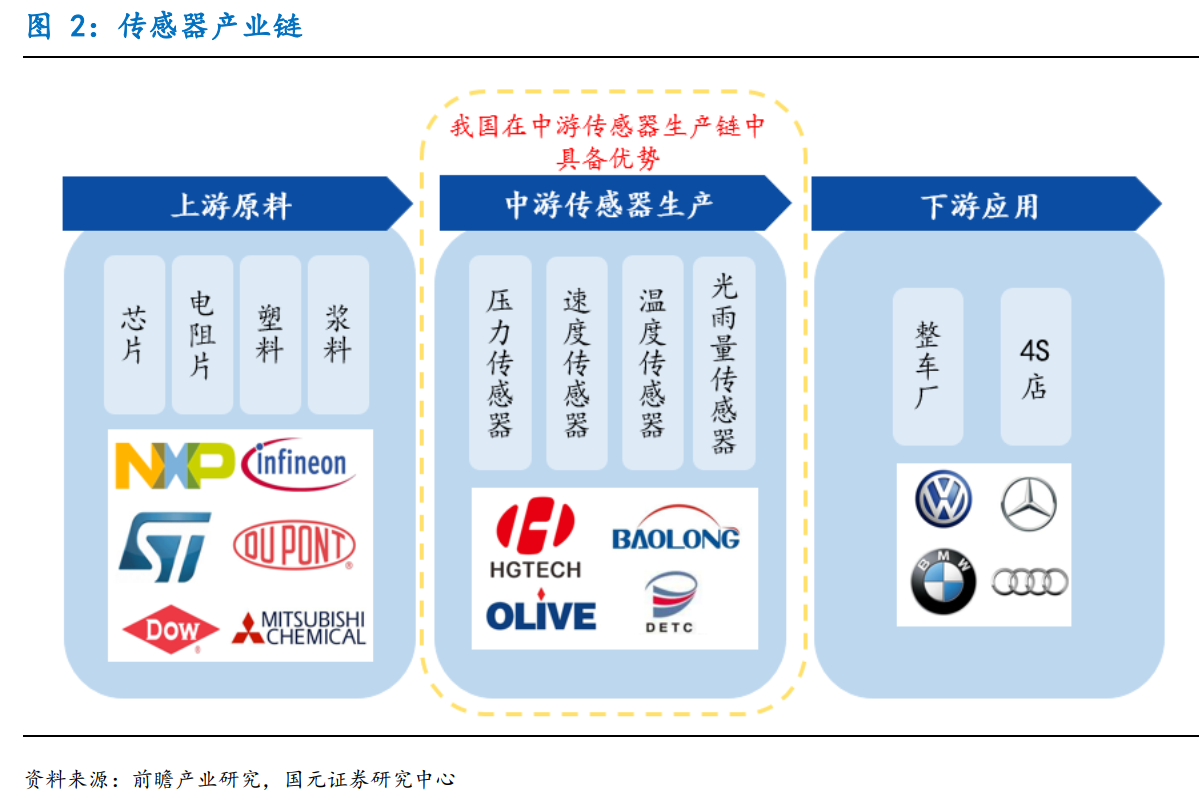 图 2：传感器产业链
我国在中游传感器生产链中
具备优势
上游原料
中游传感器生产
下游应用
芯片
电阻片
塑料
浆料
压力传感器
速度传感器
温度传感器
光雨量传感器
整车厂
4S
店
NXP
infineon
ST
DU PONT
DOW
MITSUBISHI
CHEMICAL
HGTECH
BAOLONG
OLIVE
DETC
VW
BMW
资料来源：前瞻产业研究，国元证券研究中心